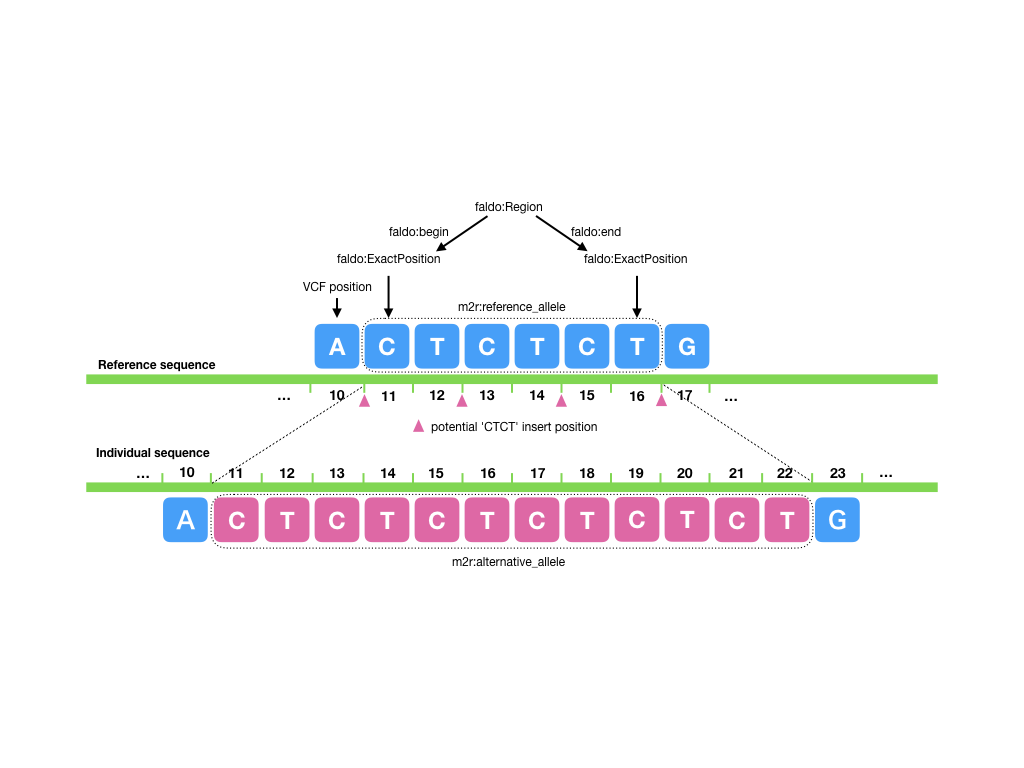 faldo:Region
faldo:begin faldo:end
faldo:ExactPosition faldo:ExactPosition
VCF position
m2r:reference_allele
A C T C T C T G
Reference sequence
... 10 11 12 13 14 15 16 17 ...
potential 'CTCT' insert position
Individual sequence
... 10 11 12 13 14 15 16 17 18 19 20 21 22 23 ...
A C T C T C T C T C T C T G
m2r:alternative_allele